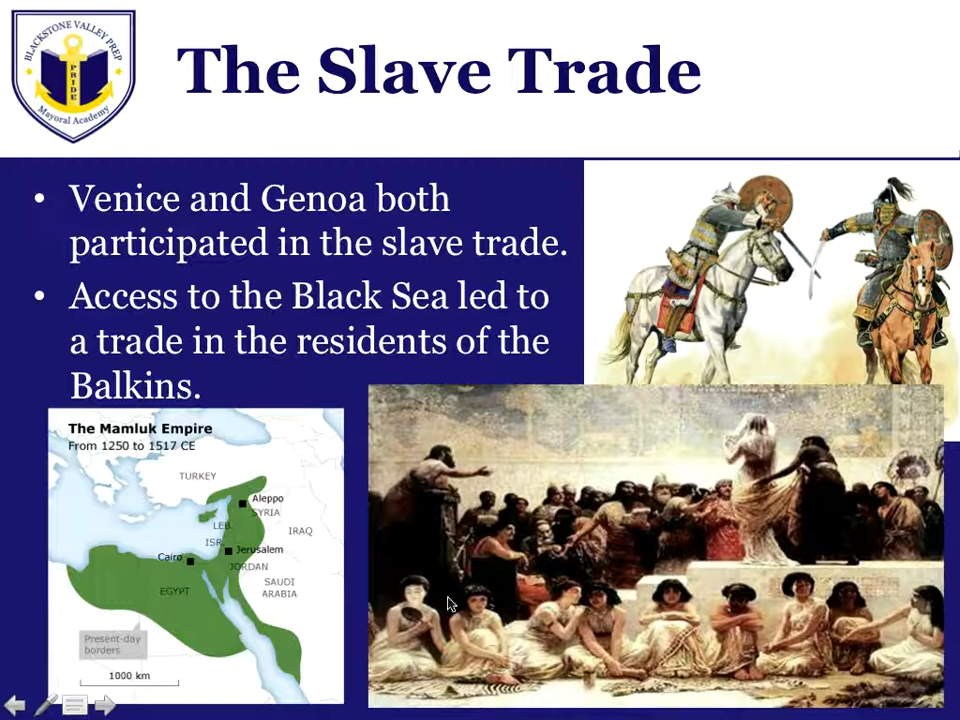 BLACKSTONE VALLEY PREP
PRIDE
Mayoral Academy
The Slave Trade
• Venice and Genoa both
participated in the slave trade.
• Access to the Black Sea led to
a trade in the residents of the
Balkins.
The Mamluk Empire
From 1250 to 1517 CE
TURKEY
Aleppo
SYRIA
LEB.
IRAQ
ISR.
Jerusalem
Cairo
JORDAN
SAUDI
ARABIA
EGYPT
Present-day
borders
1000 km